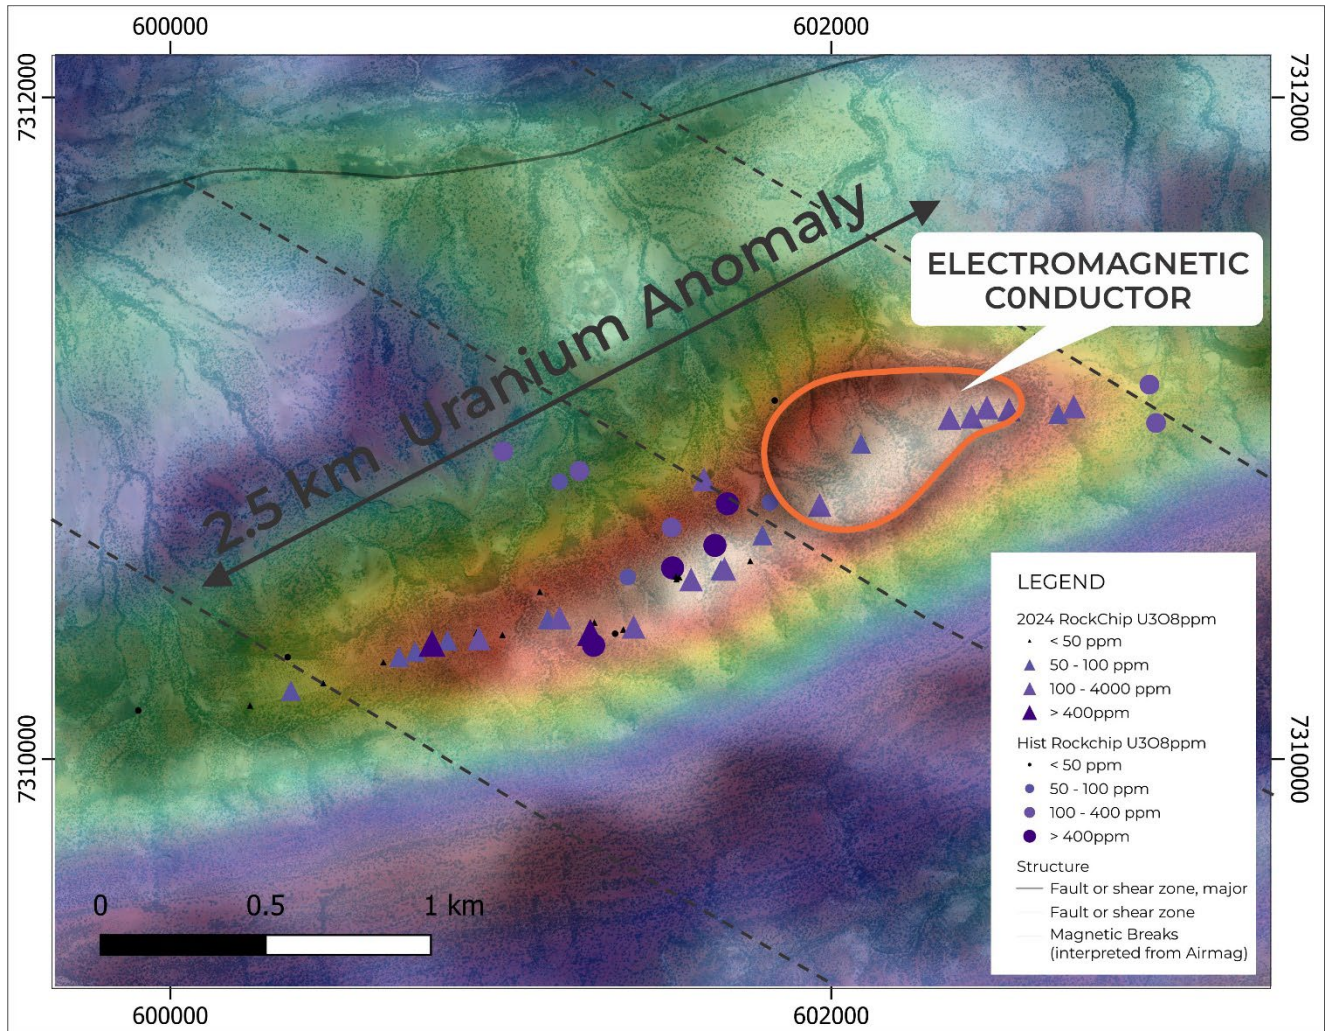 600000
602000
7312000
7312000
2.5 km Uranium Anomaly
ELECTROMAGNETIC
C0NDUCTOR
LEGEND
2024 RockChip U3O8ppm
< 50 ppm
50 - 100 ppm
100 - 4000 ppm
> 400ppm
Hist Rockchip U3O8ppm
< 50 ppm
50 - 100 ppm
100 - 400 ppm
> 400ppm
Structure
Fault or shear zone, major
Fault or shear zone
Magnetic Breaks
(interpreted from Airmag)
7310000
7310000
0 0.5 1 km
600000
602000